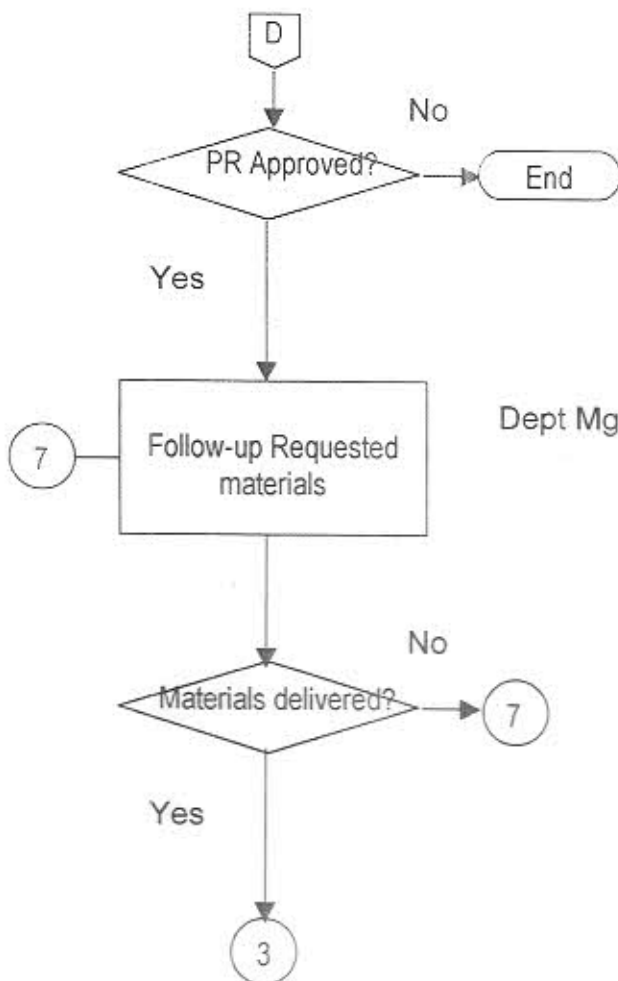 D
No
PR Approved?
End
Yes
7
Follow-up Requested
materials
Dept Mg
No
Materials delivered?
7
Yes
3